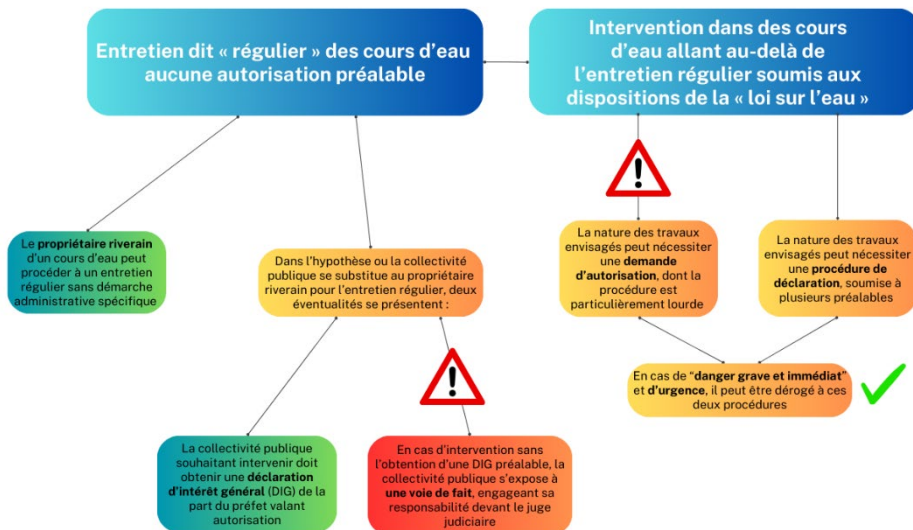 Entretien dit « régulier » des cours d'eau
aucune autorisation préalable
Intervention dans des cours
d'eau allant au-delà de
l'entretien régulier soumis aux
dispositions de la « loi sur l'eau »
Le propriétaire riverain
d'un cours d'eau peut
procéder à un entretien
régulier sans démarche
administrative spécifique
Dans l'hypothèse ou la collectivité
publique se substitue au propriétaire
riverain pour l'entretien régulier, deux
éventualités se présentent :
!
La nature des travaux
envisagés peut nécessiter
une demande
d'autorisation, dont la
procédure est
particulièrement lourde
La nature des travaux
envisagés peut nécessiter
une procédure de
déclaration, soumise à
plusieurs préalables
En cas de “danger grave et immédiat”
et d'urgence, il peut être dérogé à ces
deux procédures
!
La collectivité publique
souhaitant intervenir doit
obtenir une déclaration
d'intérêt général (DIG) de la
part du préfet valant
autorisation
En cas d'intervention sans
l'obtention d'une DIG préalable, la
collectivité publique s'expose à
une voie de fait, engageant sa
responsabilité devant le juge
judiciaire